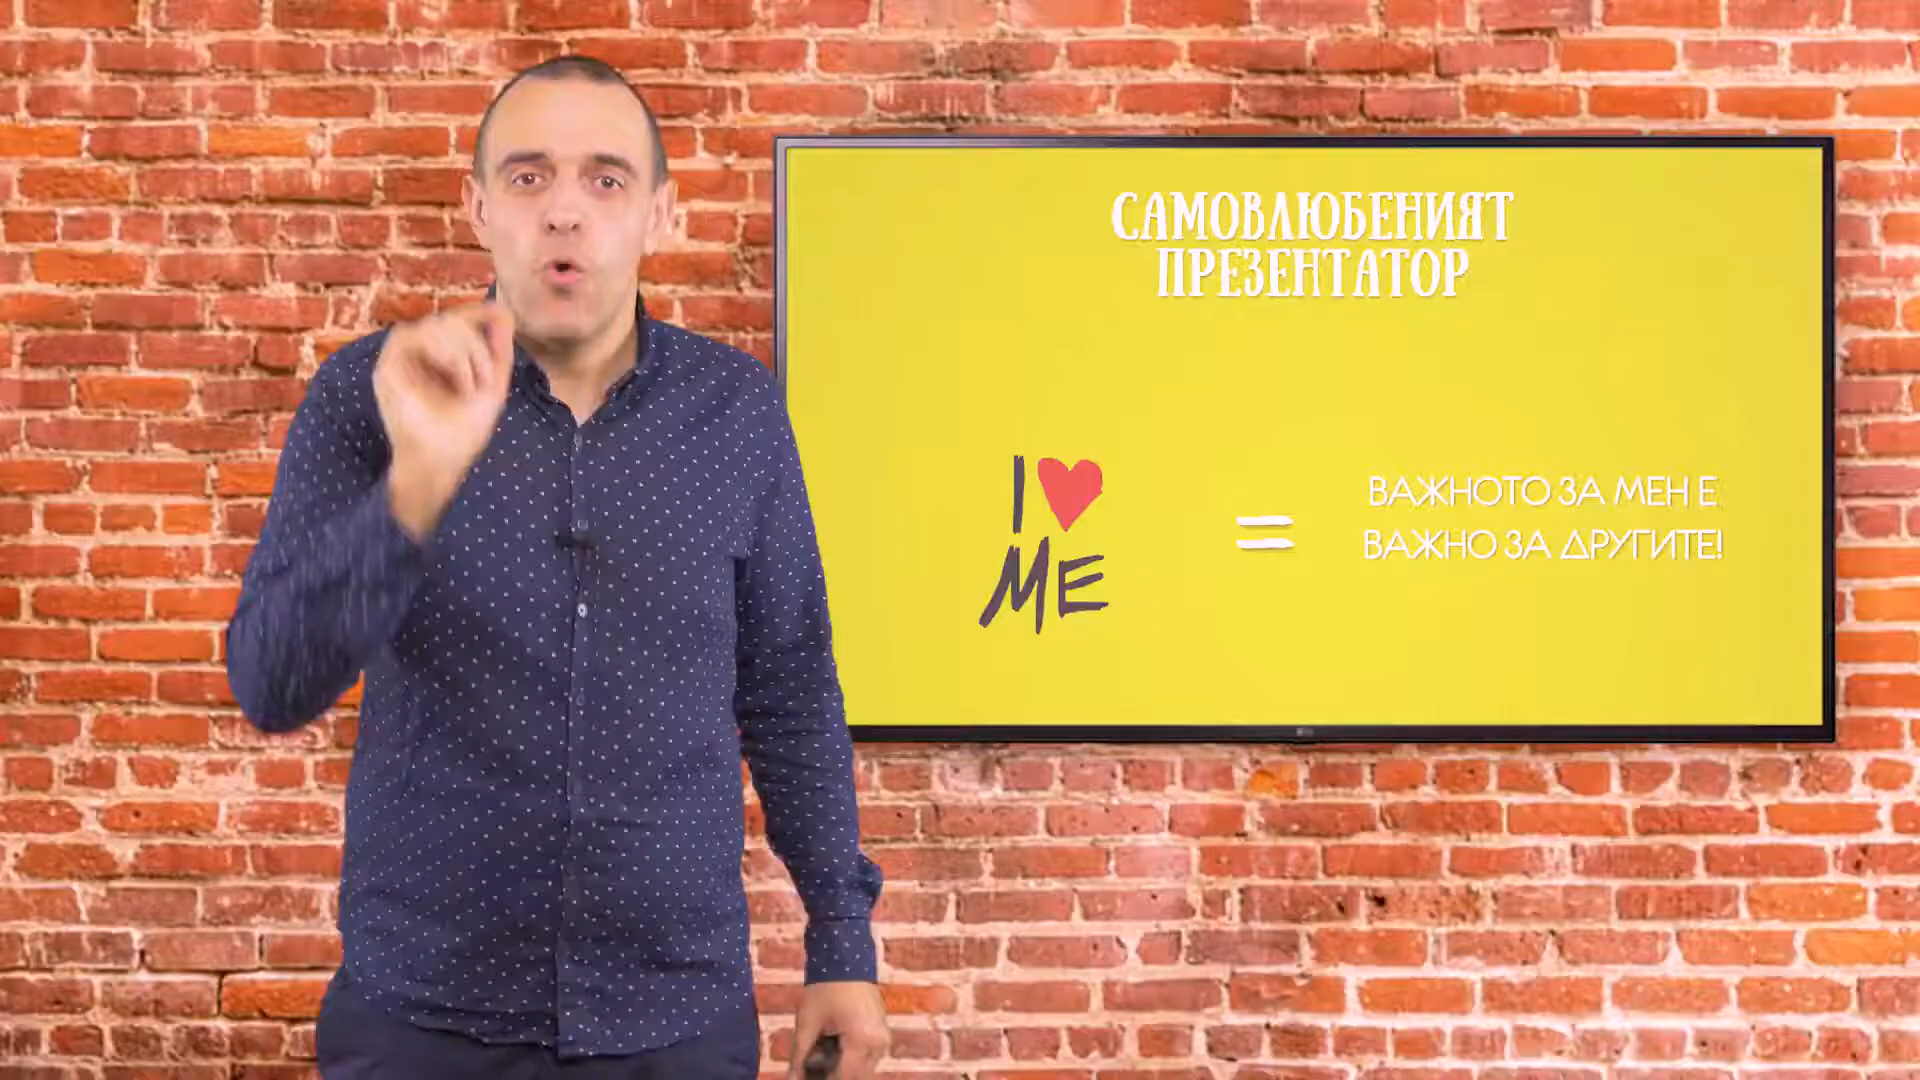 САМОВЛЮБЕНИЯТ
ПРЕЗЕНТАТОР
I ❤
ME
=
ВАЖНОТО ЗА МЕН Е
ВАЖНО ЗА ДРУГИТЕ!